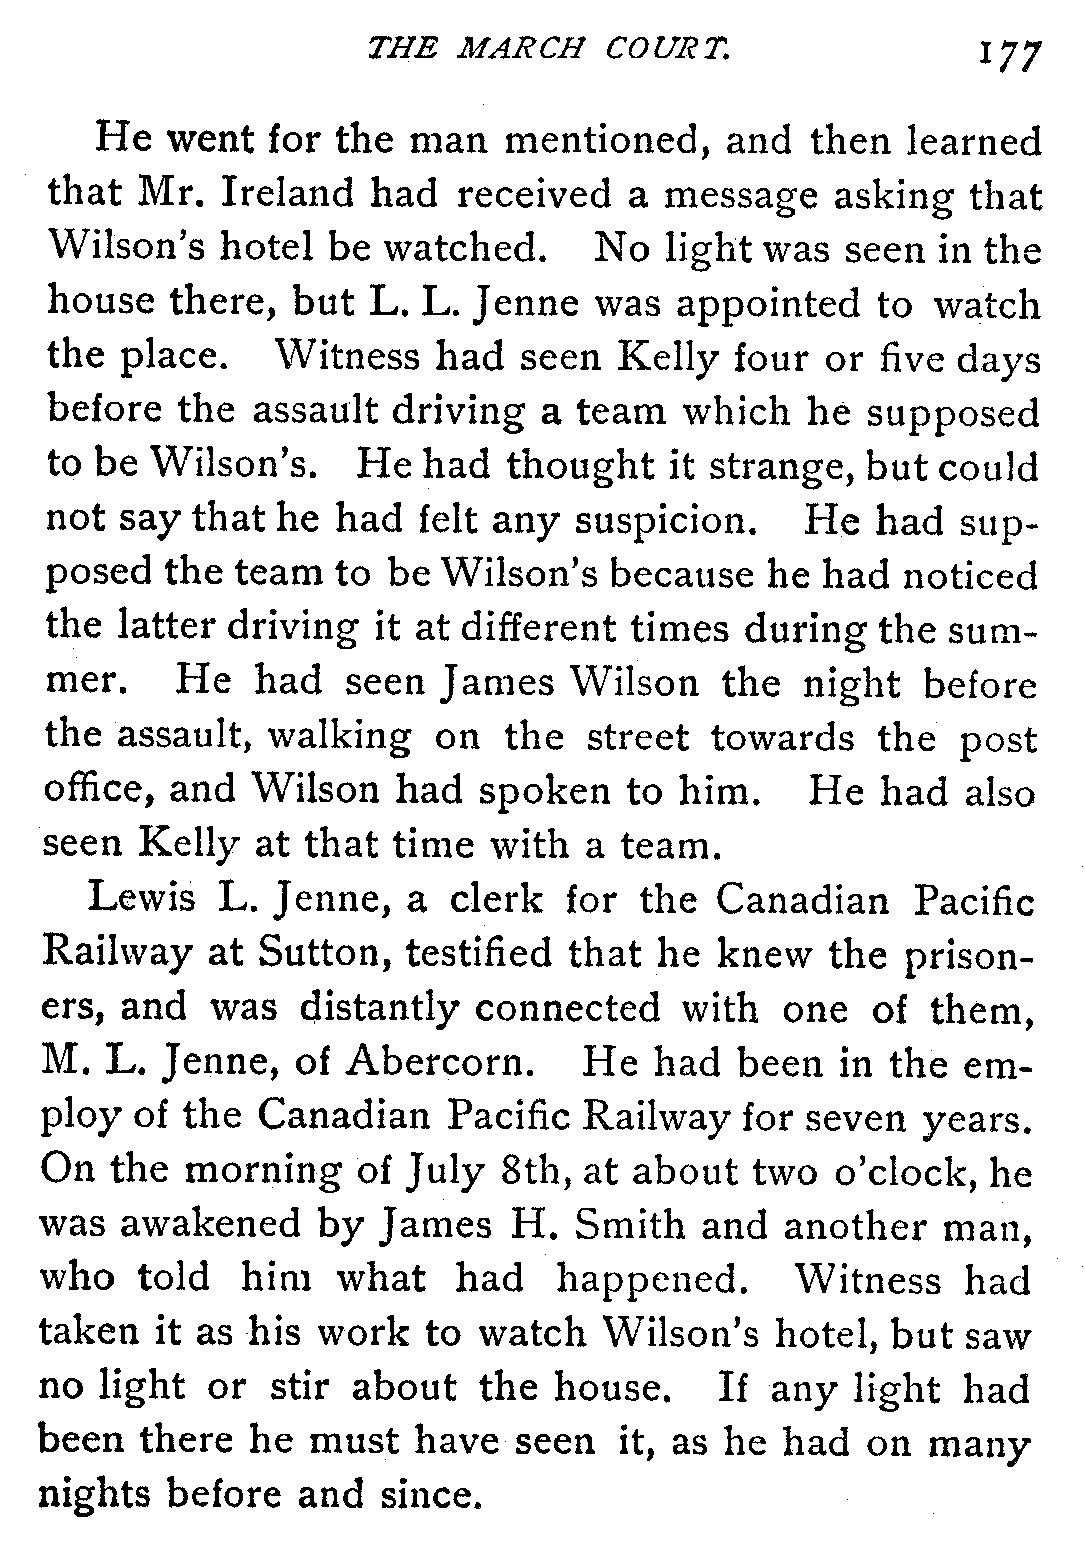 THE MARCH COURT. 177
He went for the man mentioned, and then learned
that Mr. Ireland had received a message asking that
Wilson's hotel be watched. No light was seen in the
house there, but L. L. Jenne was appointed to watch
the place. Witness had seen Kelly four or five days
before the assault driving a team which he supposed
to be Wilson's. He had thought it strange, but could
not say that he had felt any suspicion. He had sup-
posed the team to be Wilson's because he had noticed
the latter driving it at different times during the sum-
mer. He had seen James Wilson the night before
the assault, walking on the street towards the post
office, and Wilson had spoken to him. He had also
seen Kelly at that time with a team.
Lewis L. Jenne, a clerk for the Canadian Pacific
Railway at Sutton, testified that he knew the prison-
ers, and was distantly connected with one of them,
M. L. Jenne, of Abercorn. He had been in the em-
ploy of the Canadian Pacific Railway for seven years.
On the morning of July 8th, at about two o'clock, he
was awakened by James H. Smith and another man,
who told him what had happened. Witness had
taken it as his work to watch Wilson's hotel, but saw
no light or stir about the house. If any light had
been there he must have seen it, as he had on many
nights before and since.